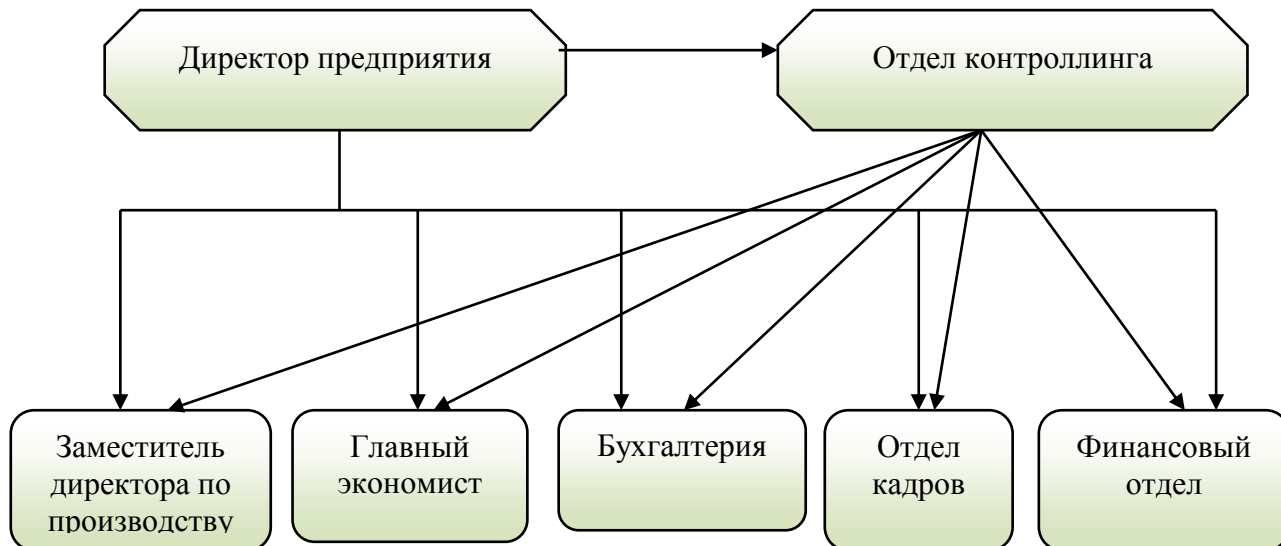 Директор предприятия
Отдел контроллинга
Заместитель
директора по
производству
Главный
экономист
Бухгалтерия
Отдел
кадров
Финансовый
отдел